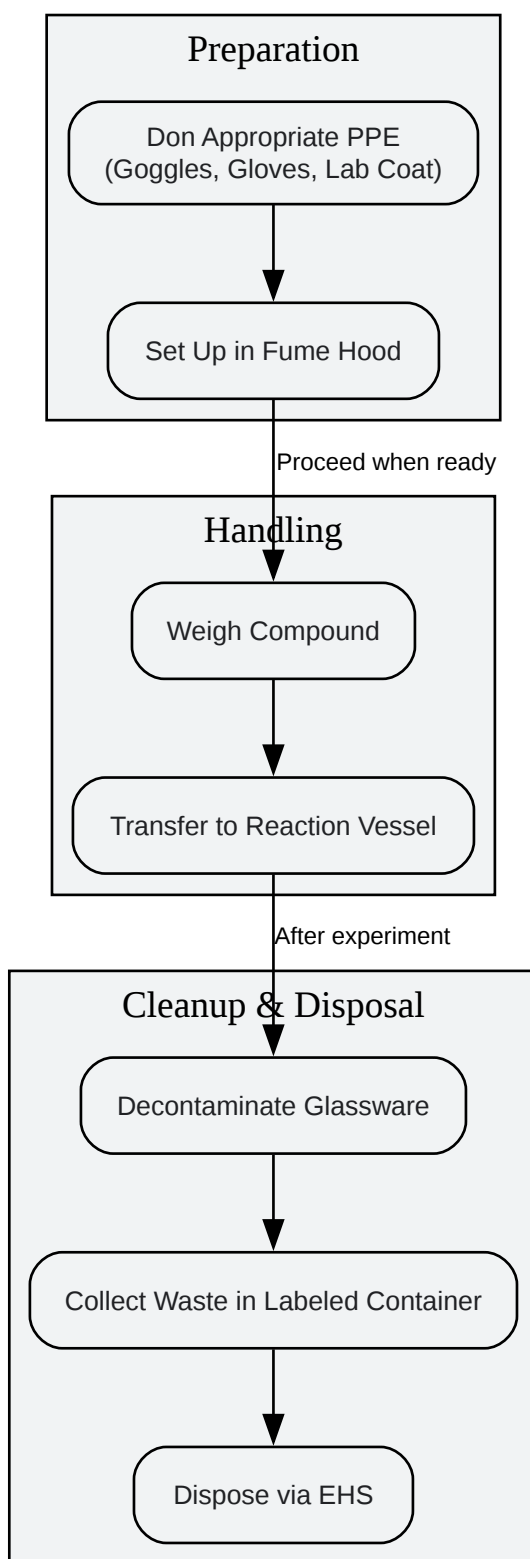 Preparation
Don Appropriate PPE
(Goggles, Gloves, Lab Coat)
Set Up in Fume Hood
Proceed when ready
Handling
Weigh Compound
Transfer to Reaction Vessel
After experiment
Cleanup & Disposal
Decontaminate Glassware
Collect Waste in Labeled Container
Dispose via EHS